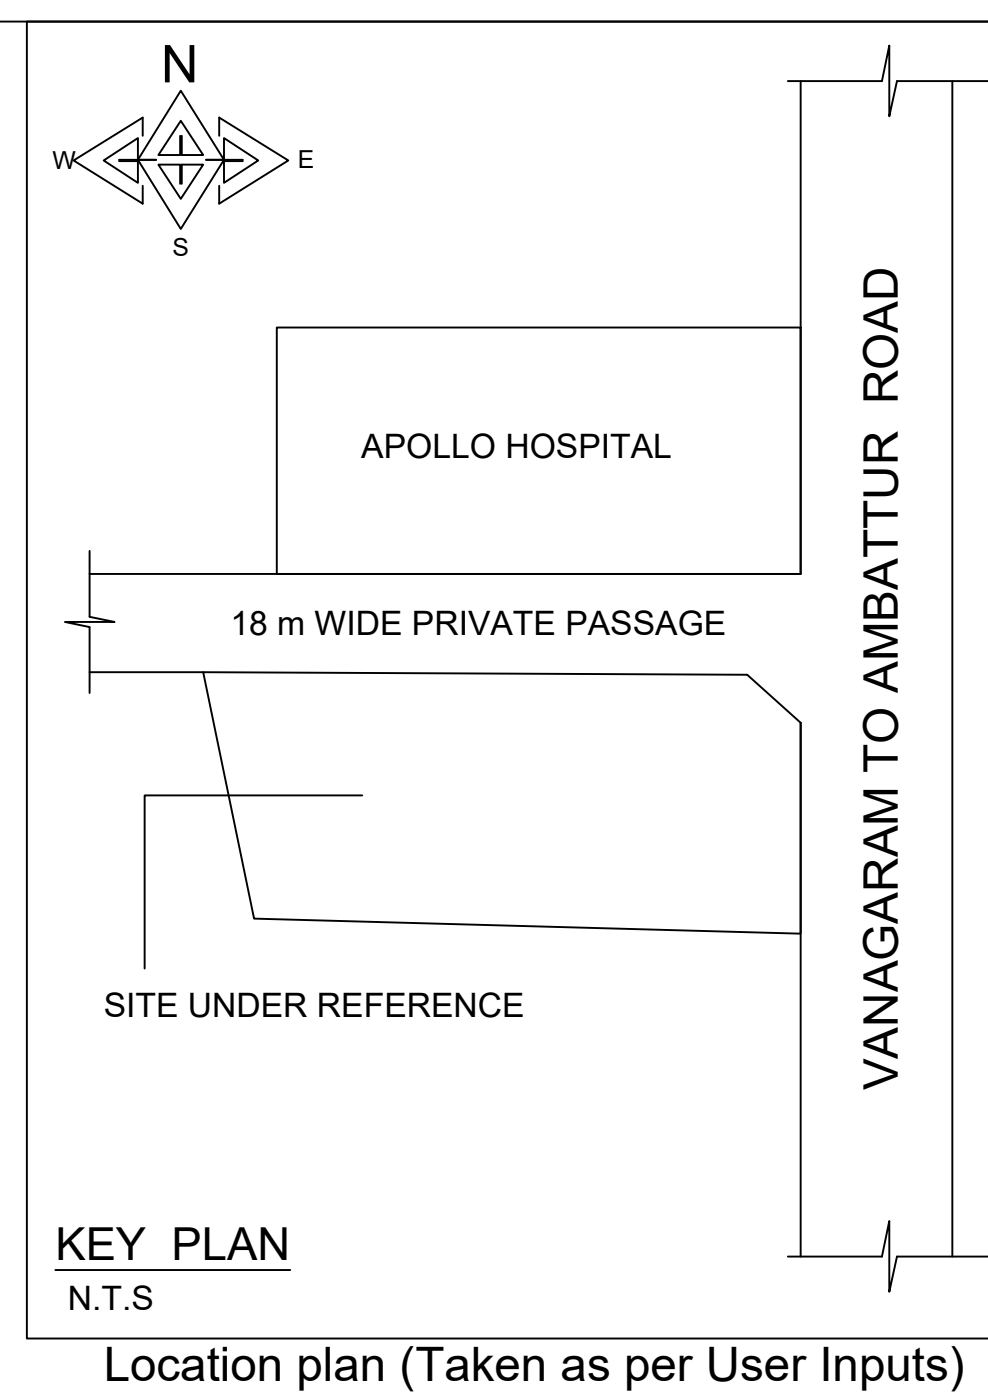 N
W
E
S
APOLLO HOSPITAL
18 m WIDE PRIVATE PASSAGE
VANAGARAM TO AMBATTUR ROAD
SITE UNDER REFERENCE
KEY PLAN
N.T.S
Location plan (Taken as per User Inputs)